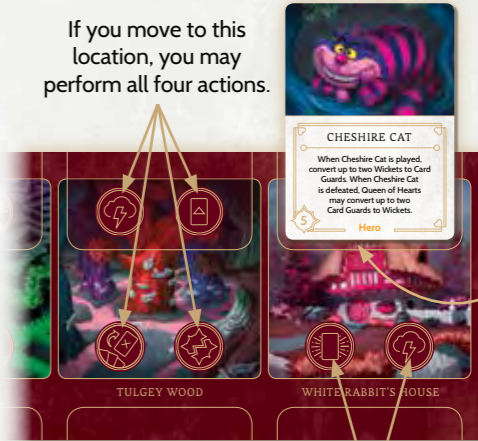 If you move to this
location, you may
perform all four actions.
CHESHIRE CAT
When Cheshire Cat is played,
convert up to two Wickets to Card
Guards. When Cheshire Cat
is defeated, Queen of Hearts
may convert up to two
Card Guards to Wickets.
5
Hero
TULGEY WOOD
WHITE RABBIT'S HOUSE